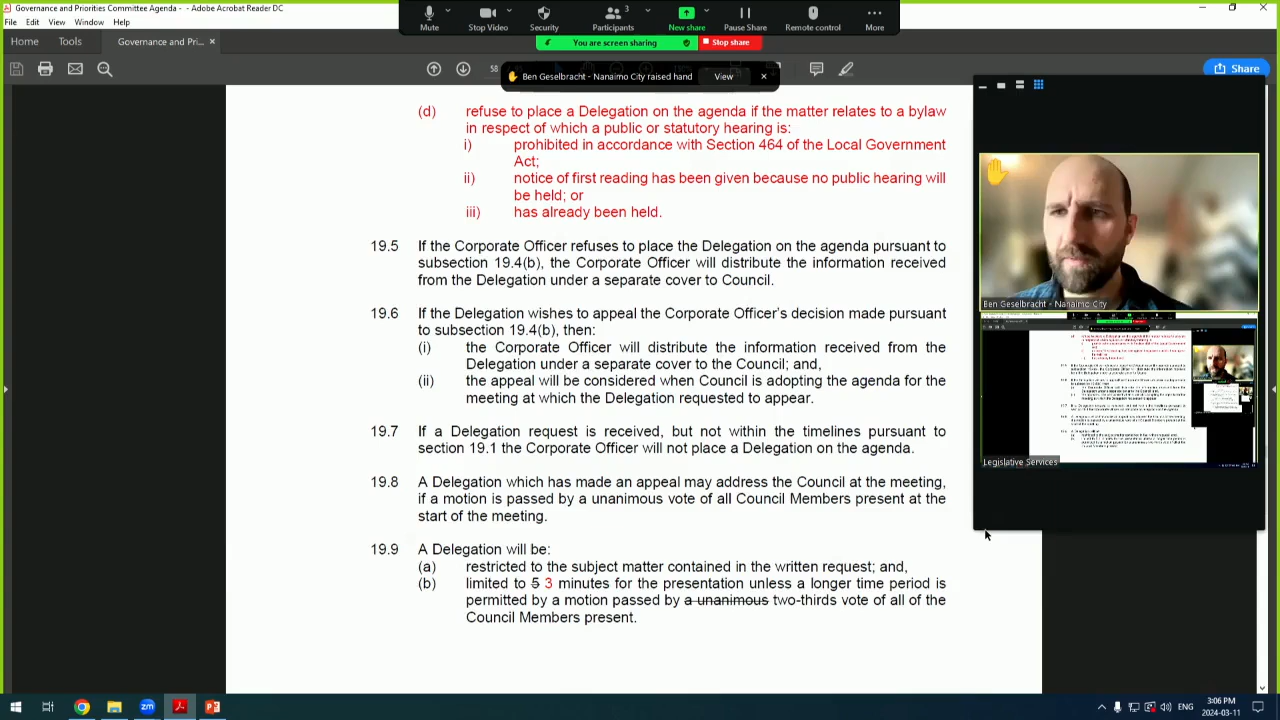 Governance and Priorities Committee Agenda - - Adobe Acrobat Reader DC
File Edit View Window Help
Home Tools Governance and Pri... ×
Mute Stop Video Security Participants 3 New share Pause Share Remote control More
You are screen sharing Stop share
58
Ben Geselbracht - Nanaimo City raised hand View ×
Share
(d) refuse to place a Delegation on the agenda if the matter relates to a bylaw
in respect of which a public or statutory hearing is:
i) prohibited in accordance with Section 464 of the Local Government
Act;
ii) notice of first reading has been given because no public hearing will
be held; or
iii) has already been held.
19.5 If the Corporate Officer refuses to place the Delegation on the agenda pursuant to
subsection 19.4(b), the Corporate Officer will distribute the information received
from the Delegation under a separate cover to Council.
19.6 If the Delegation wishes to appeal the Corporate Officer's decision made pursuant
to subsection 19.4(b), then:
(i) the Corporate Officer will distribute the information received from the
Delegation under a separate cover to the Council; and,
(ii) the appeal will be considered when Council is adopting the agenda for the
meeting at which the Delegation requested to appear.
19.7 If a Delegation request is received, but not within the timelines pursuant to
section 19.1 the Corporate Officer will not place a Delegation on the agenda.
19.8 A Delegation which has made an appeal may address the Council at the meeting,
if a motion is passed by a unanimous vote of all Council Members present at the
start of the meeting.
19.9 A Delegation will be:
(a) restricted to the subject matter contained in the written request; and,
(b) limited to 5 3 minutes for the presentation unless a longer time period is
permitted by a motion passed by a unanimous two-thirds vote of all of the
Council Members present.
Ben Geselbracht - Nanaimo City
Legislative Services
ENG
3:06 PM
2024-03-11